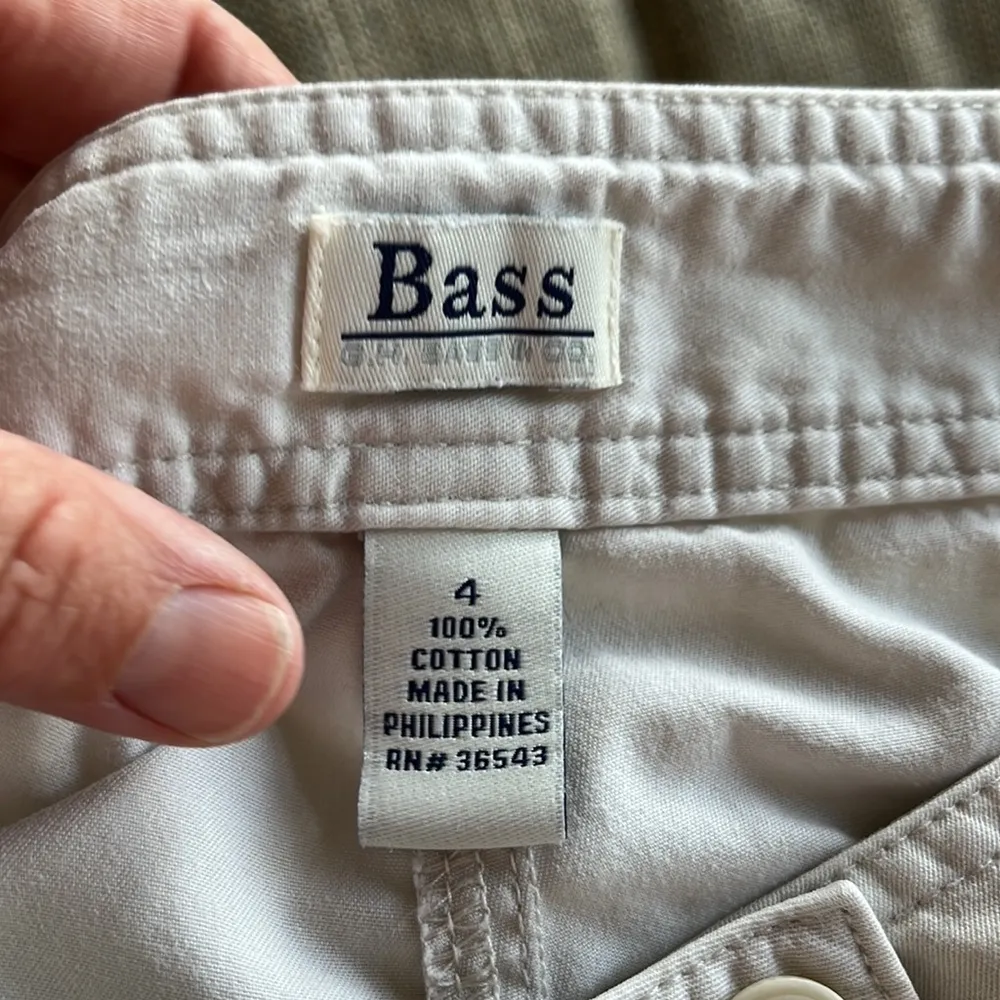 Bass
G.H. BASS & CO.
4
100%
COTTON
MADE IN
PHILIPPINES
RN# 36543